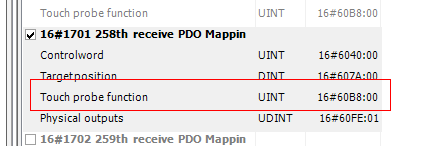 Touch probe function UINT 16#60B8:00
16#1701 258th receive PDO Mappin
Controlword UINT 16#6040:00
Target position DINT 16#607A:00
Touch probe function UINT 16#60B8:00
Physical outputs UDINT 16#60FE:01
16#1702 259th receive PDO Mappin